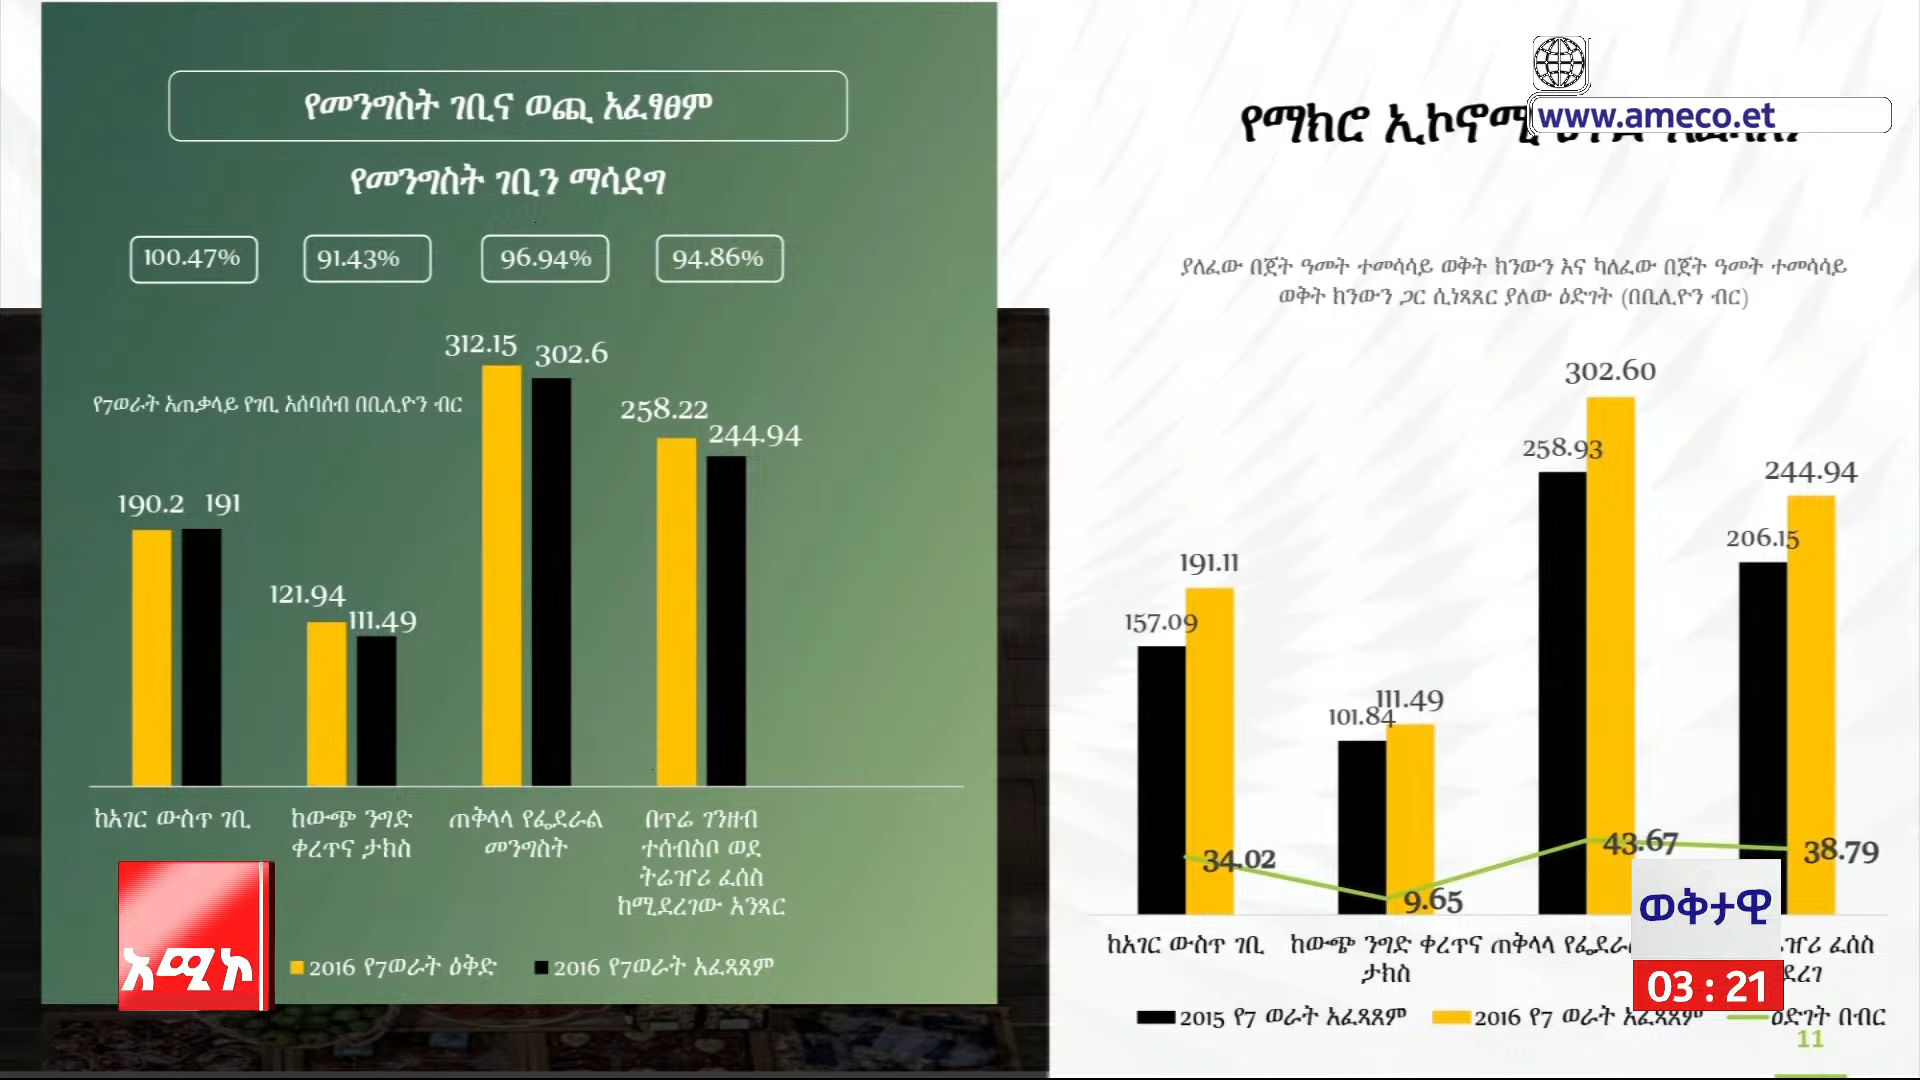 የመንግስት ገቢና ወጪ አፈፃፀም
የመንግስት ገቢን ማሳደግ
100.47% 91.43% 96.94% 94.86%
312.15 302.6
የ7ወራት አጠቃላይ የገቢ አሰባሰብ በቢሊዮን ብር
258.22
244.94
190.2 191
121.94
111.49
ከአገር ውስጥ ገቢ
ከውጭ ንግድ
ቀረጥና ታክስ
ጠቅላላ የፌደራል
መንግስት
በጥሬ ገንዘብ
ተሰብስቦ ወደ
ትሬዠሪ ፈሰስ
ከሚደረገው አንጻር
2016 የ7ወራት ዕቅድ 2016 የ7ወራት አፈጻጸም
አሚኮ
www.ameco.et
የማክሮ ኢኮኖሚ
ያለፈው በጀት ዓመት ተመሳሳይ ወቅት ክንውን እና ካለፈው በጀት ዓመት ተመሳሳይ
ወቅት ክንውን ጋር ሲነጻጸር ያለው ዕድገት (በቢሊዮን ብር)
302.60
258.93
244.94
206.15
191.11
157.09
111.49
101.84
34.02 9.65 43.67 38.79
ከአገር ውስጥ ገቢ
ከውጭ ንግድ ቀረጥና
ታክስ
ጠቅላላ
ፈሰስ
2015 የ7 ወራት አፈጻጸም 2016 የ7 ወራት አፈጻጸም ዕድገት በብር
11
ወቅታዊ
03 : 21